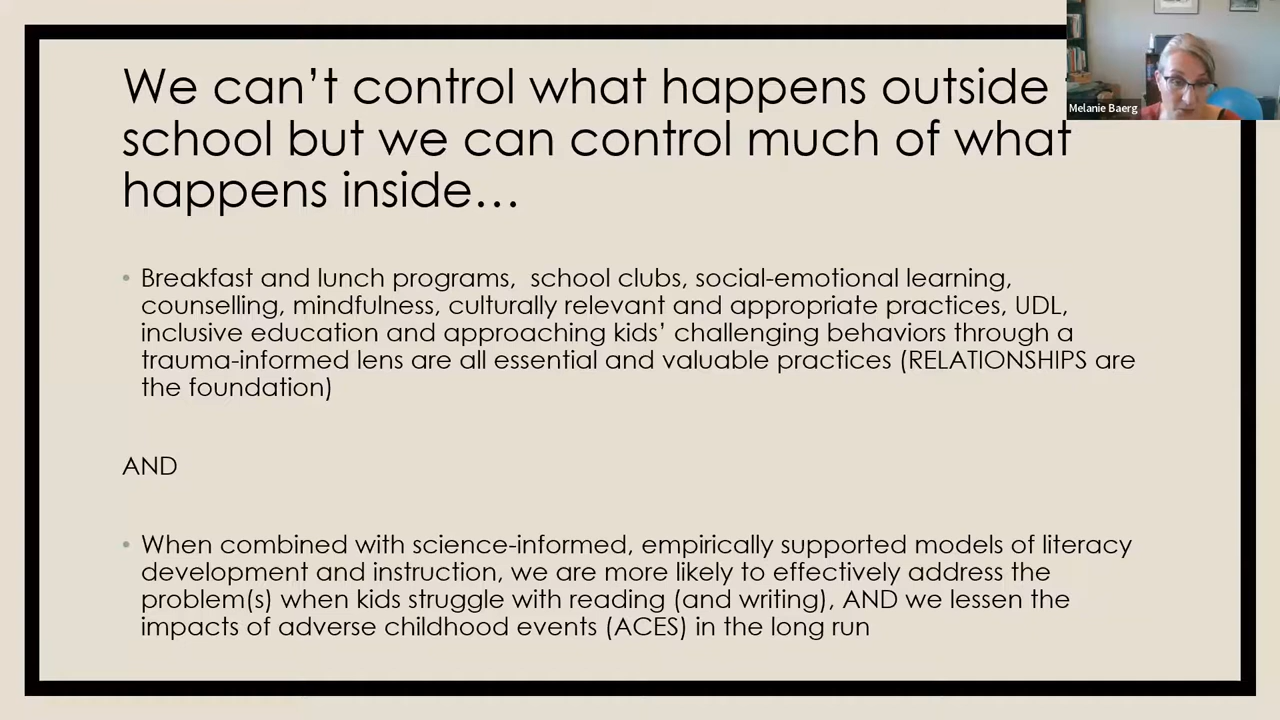 We can't control what happens outside
school but we can control much of what
happens inside…
Melanie Baerg
• Breakfast and lunch programs,  school clubs, social-emotional learning,
counselling, mindfulness, culturally relevant and appropriate practices, UDL,
inclusive education and approaching kids' challenging behaviors through a
trauma-informed lens are all essential and valuable practices (RELATIONSHIPS are
the foundation)
AND
• When combined with science-informed, empirically supported models of literacy
development and instruction, we are more likely to effectively address the
problem(s) when kids struggle with reading (and writing), AND we lessen the
impacts of adverse childhood events (ACES) in the long run